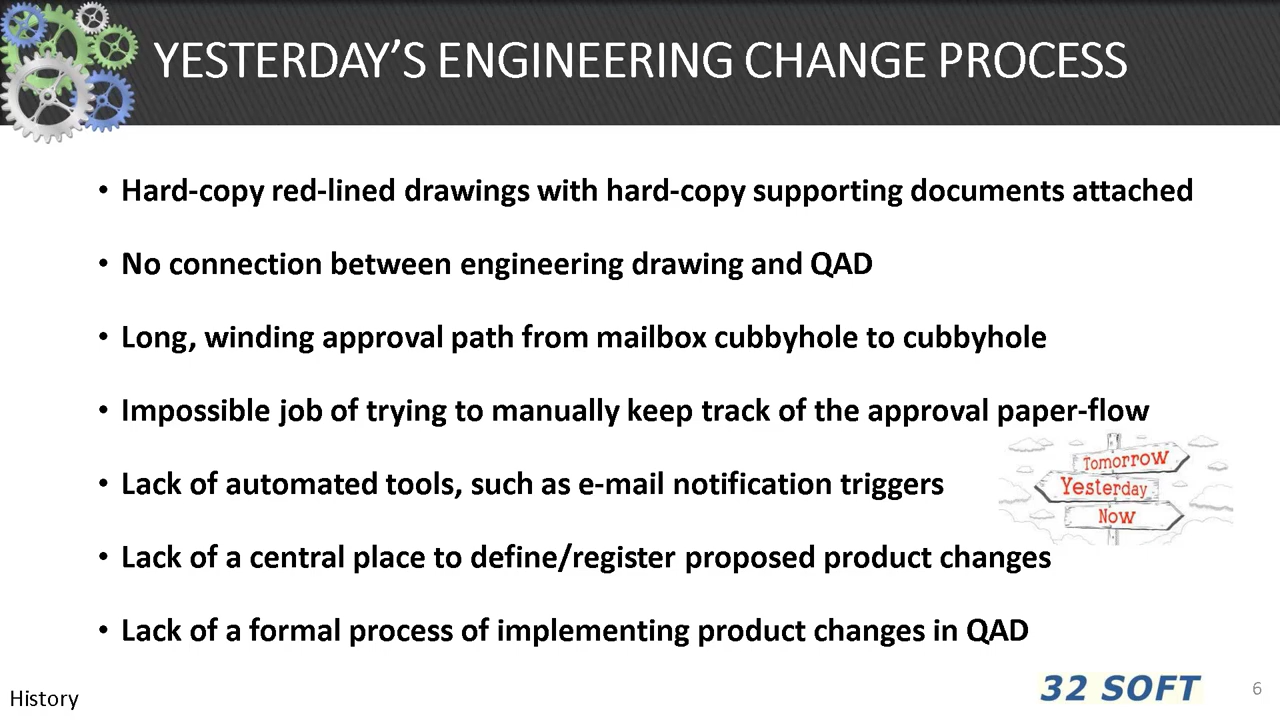 YESTERDAY’S ENGINEERING CHANGE PROCESS
• Hard-copy red-lined drawings with hard-copy supporting documents attached
• No connection between engineering drawing and QAD
• Long, winding approval path from mailbox cubbyhole to cubbyhole
• Impossible job of trying to manually keep track of the approval paper-flow
• Lack of automated tools, such as e-mail notification triggers
Tomorrow
Yesterday
Now
• Lack of a central place to define/register proposed product changes
• Lack of a formal process of implementing product changes in QAD
History
32 SOFT
6